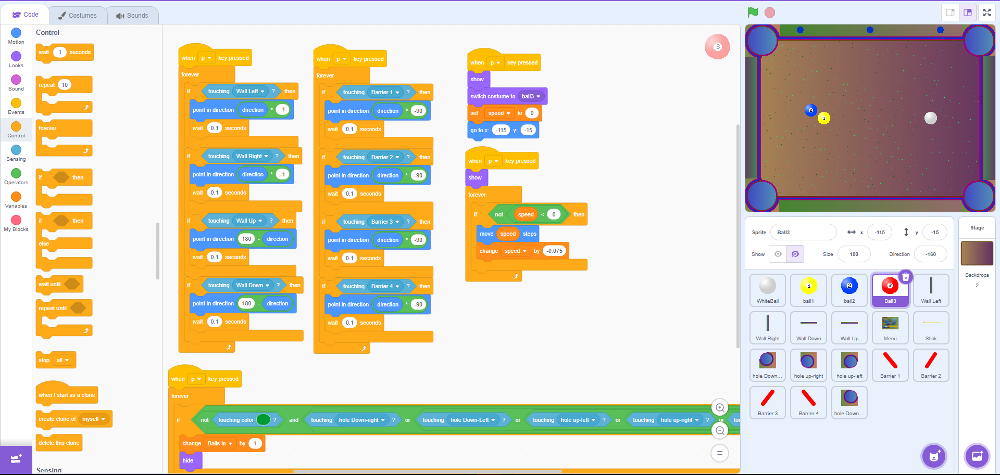 Code
Costumes
Sounds
Motion
Looks
Sound
Events
Control
Sensing
Operators
Variables
My Blocks
Control
wait 1 seconds
repeat 10
forever
if then
if then
else
wait until
repeat until
stop all
when I start as a clone
create clone of myself
delete this clone
Sensing
when p key pressed
forever
if touching Wall Left ? then
point in direction direction * -1
wait 0.1 seconds
if touching Wall Right ? then
point in direction direction * -1
wait 0.1 seconds
if touching Wall Up ? then
point in direction 180 - direction
wait 0.1 seconds
if touching Wall Down ? then
point in direction 180 - direction
wait 0.1 seconds
when p key pressed
forever
if touching Barrier 1 ? then
point in direction direction * -90
wait 0.1 seconds
if touching Barrier 2 ? then
point in direction direction * -90
wait 0.1 seconds
if touching Barrier 3 ? then
point in direction direction * -90
wait 0.1 seconds
if touching Barrier 4 ? then
point in direction direction * -90
wait 0.1 seconds
when p key pressed
show
switch costume to ball3
set speed to 0
go to x: -115 y: -15
when p key pressed
show
forever
if not speed < 0 then
move speed steps
change speed by -0.075
when p key pressed
forever
if not touching color ? and touching hole Down-right ? or touching hole Down-Left ? or touching hole up-left ? or touching hole up-right ? or
change Balls in by 1
hide
3
2
1
Sprite Ball3 x -115 y -15
Show Size 100 Direction -160
1
2
3
WhiteBall
ball1
ball2
Ball3
Wall Left
Wall Right
Wall Down
Wall Up
Menu
Stick
hole Down...
hole up-right
hole up-left
Barrier 1
Barrier 2
Barrier 3
Barrier 4
hole Down...
Stage
Backdrops
2